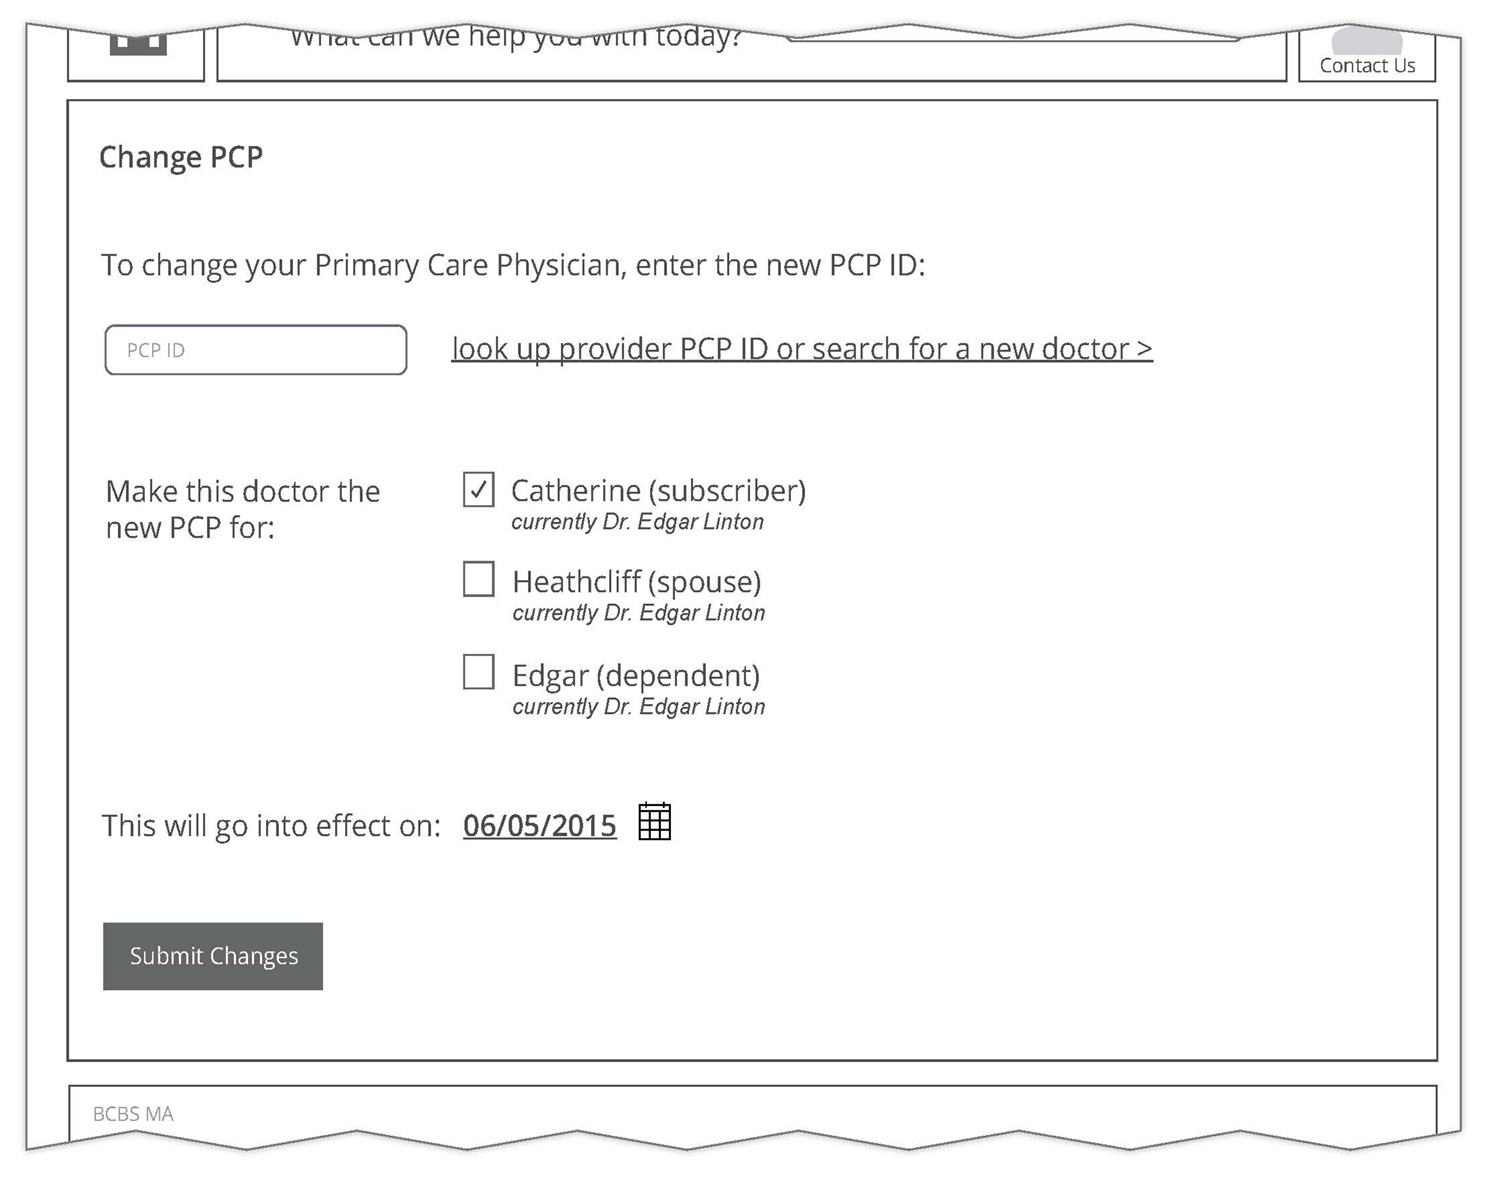 What can we help you with today?
Contact Us
Change PCP
To change your Primary Care Physician, enter the new PCP ID:
PCP ID
look up provider PCP ID or search for a new doctor >
Make this doctor the
new PCP for:
Catherine (subscriber)
currently Dr. Edgar Linton
Heathcliff (spouse)
currently Dr. Edgar Linton
Edgar (dependent)
currently Dr. Edgar Linton
This will go into effect on: 06/05/2015
Submit Changes
BCBS MA